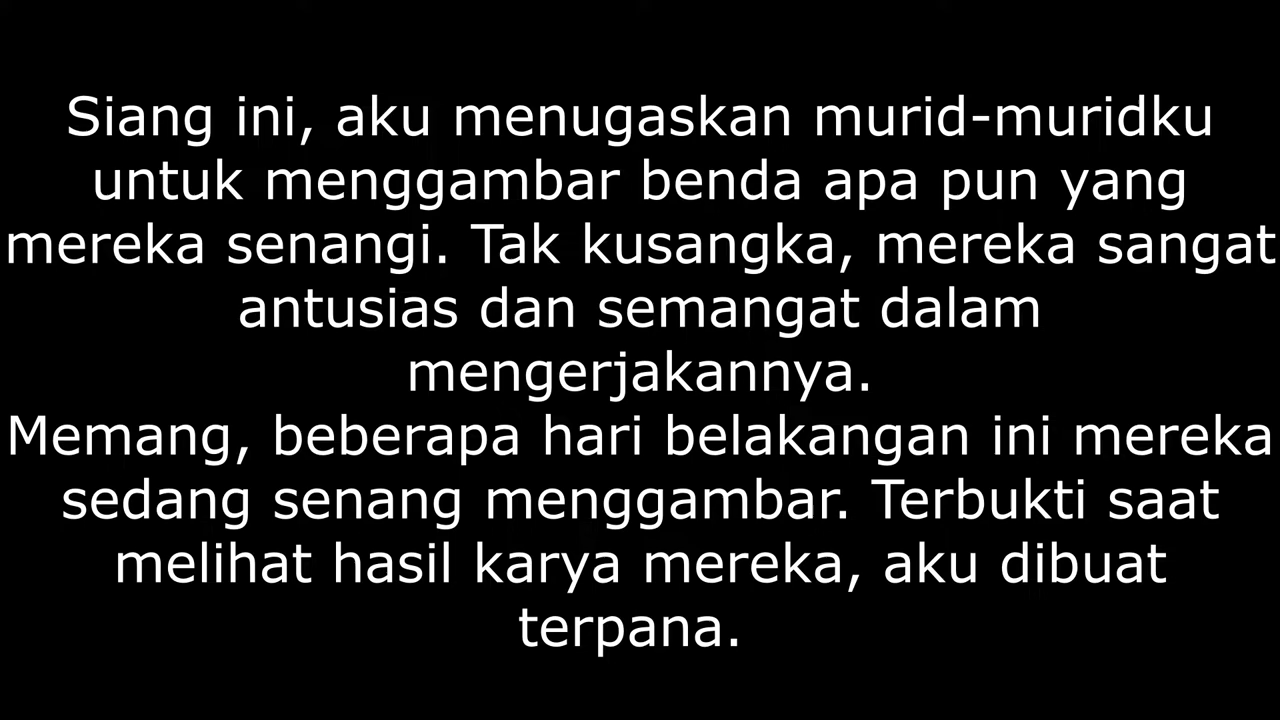 Siang ini, aku menugaskan murid-muridku
untuk menggambar benda apa pun yang
mereka senangi. Tak kusangka, mereka sangat
antusias dan semangat dalam
mengerjakannya.
Memang, beberapa hari belakangan ini mereka
sedang senang menggambar. Terbukti saat
melihat hasil karya mereka, aku dibuat
terpana.